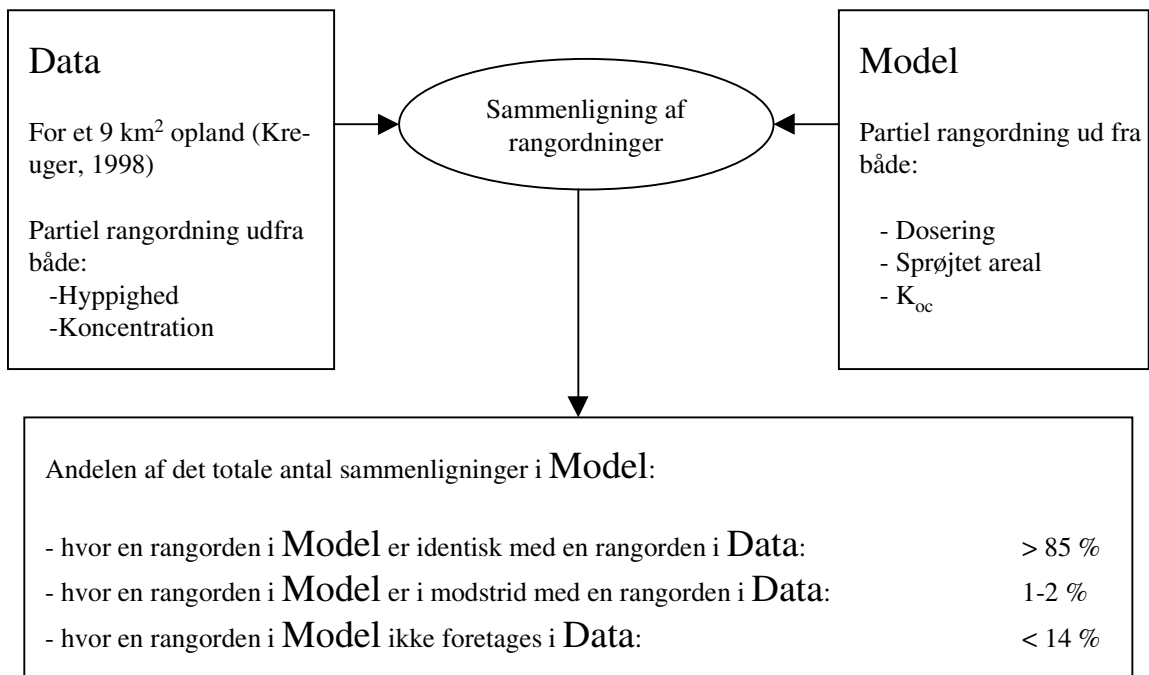 Data
For et 9 km² opland (Kre-
uger, 1998)
Partiel rangordning udfra
både:
-Hyppighed
-Koncentration
Sammenligning af
rangordninger
Model
Partiel rangordning ud fra
både:
- Dosering
- Sprøjtet areal
- Koc
Andelen af det totale antal sammenligninger i Model:
- hvor en rangorden i Model er identisk med en rangorden i Data: > 85 %
- hvor en rangorden i Model er i modstrid med en rangorden i Data: 1-2 %
- hvor en rangorden i Model ikke foretages i Data: < 14 %